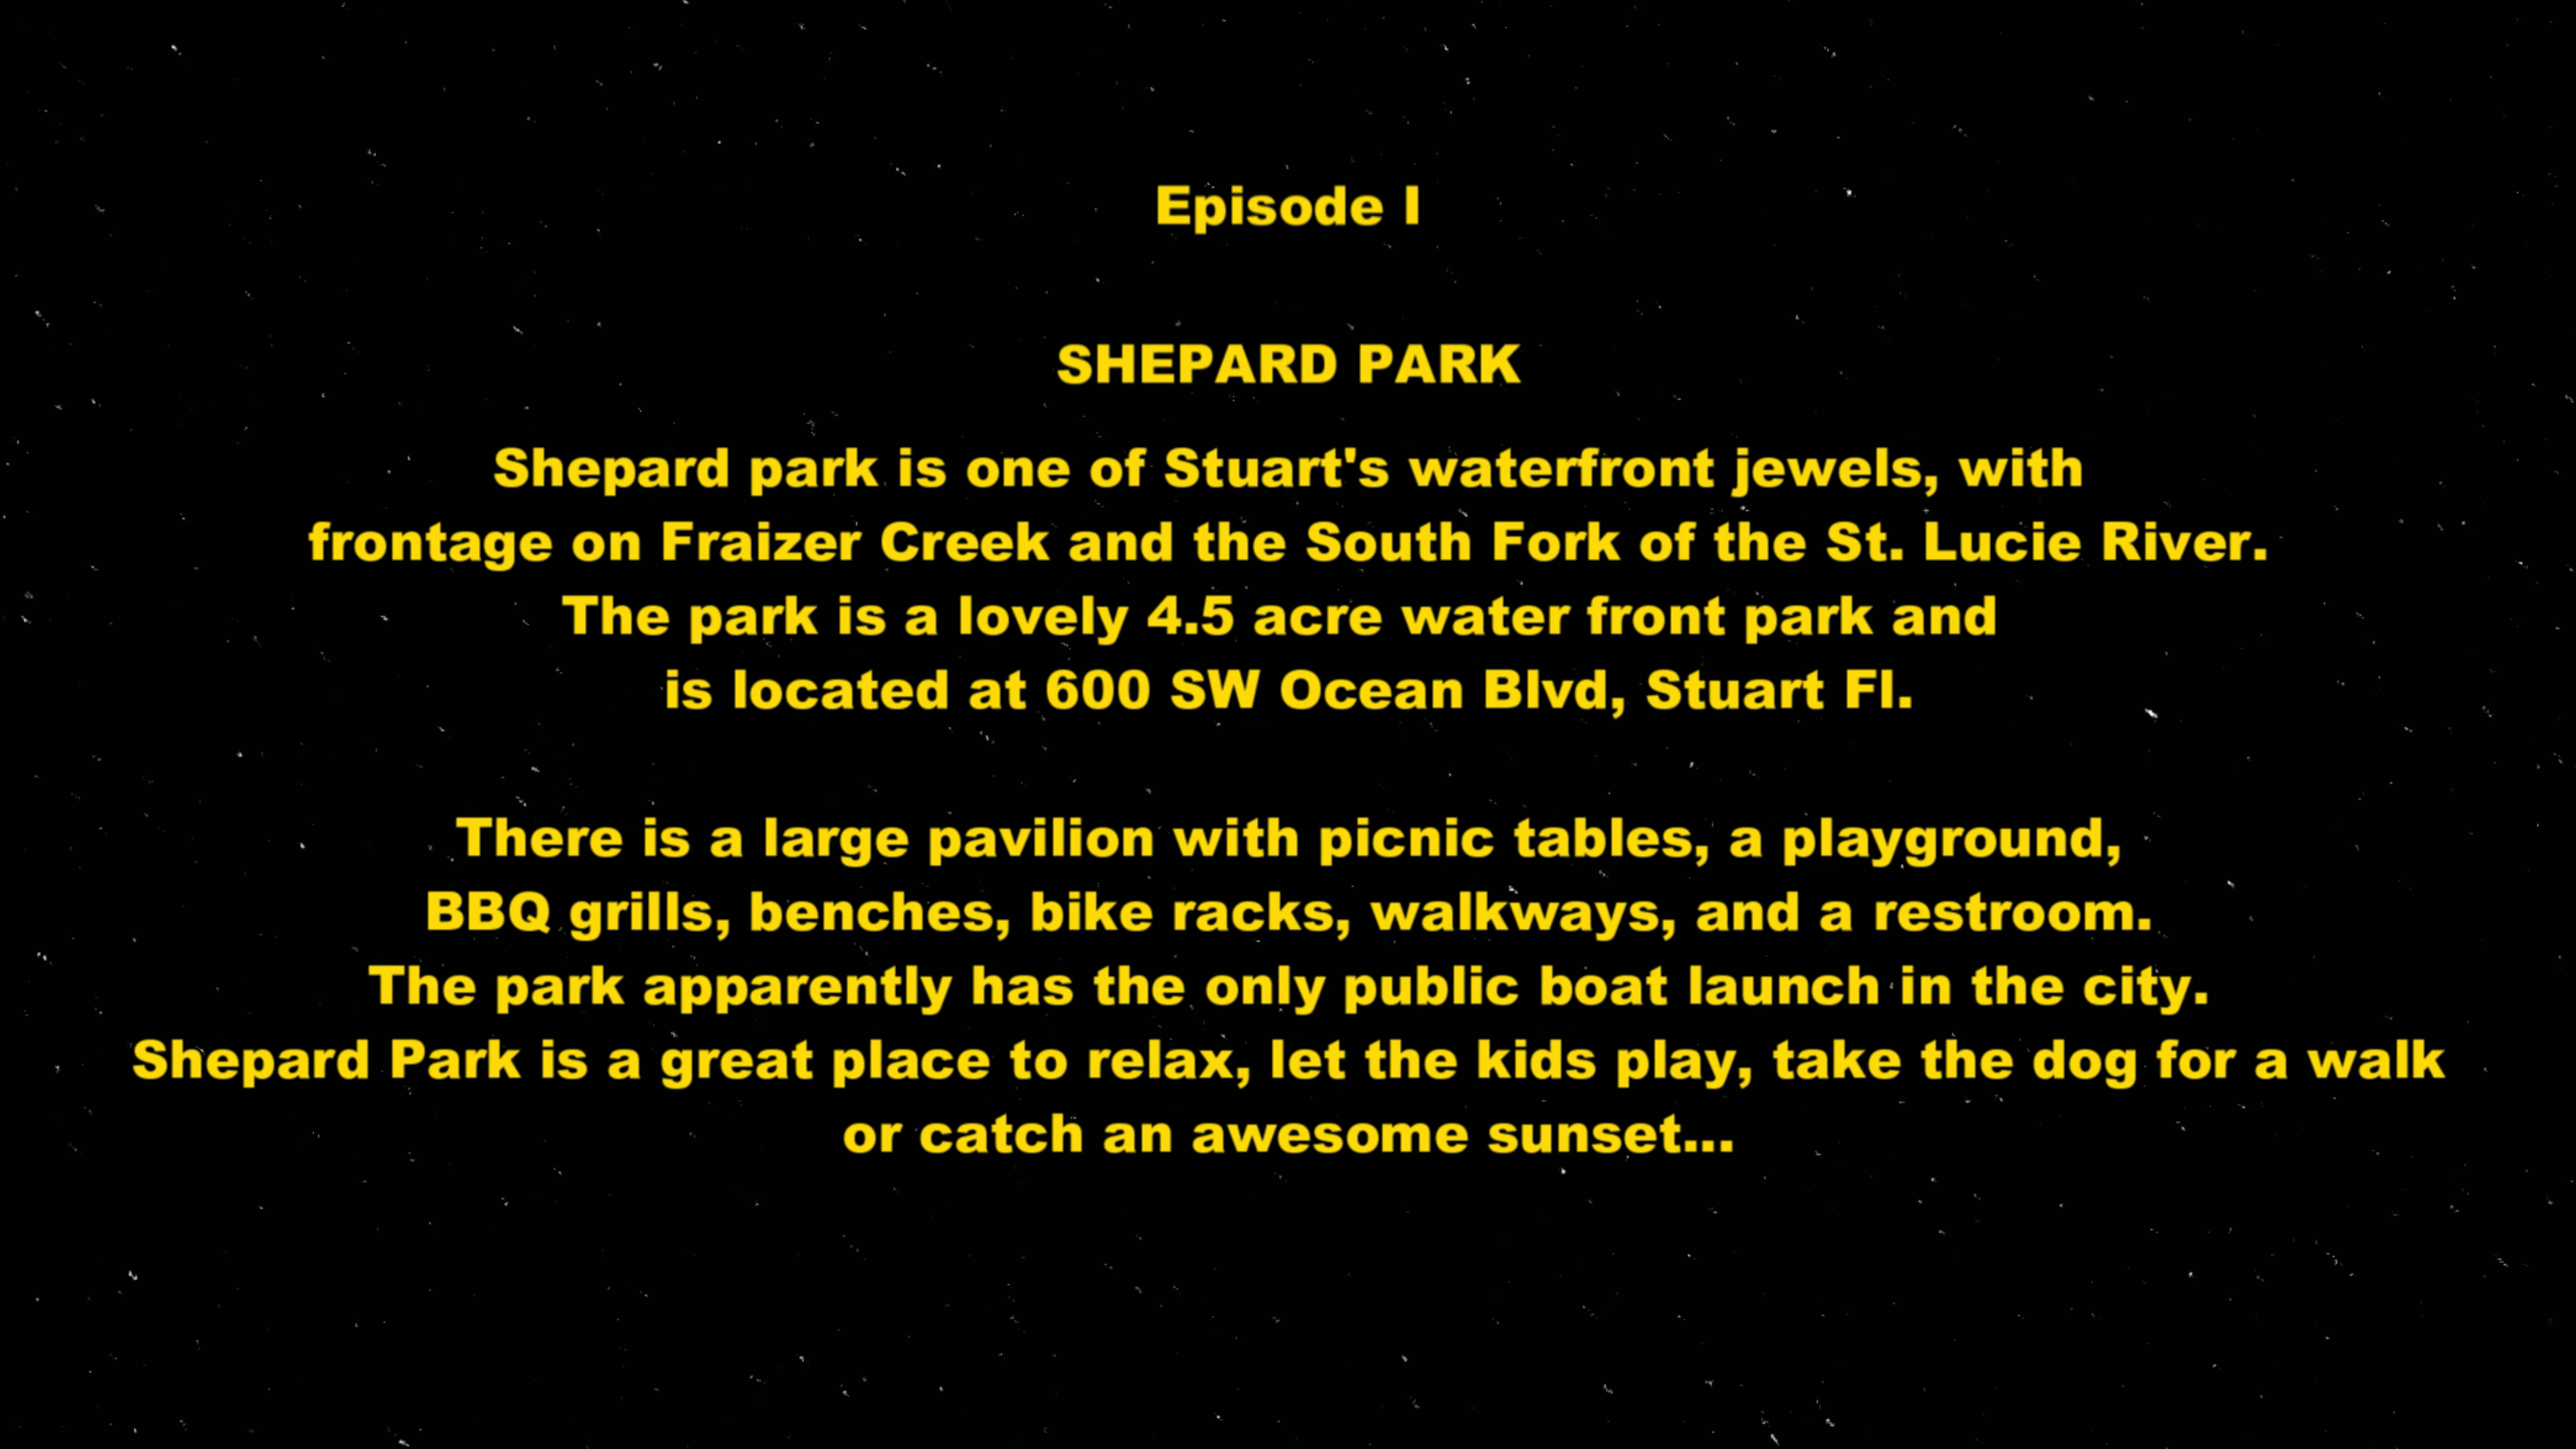 Episode I
SHEPARD PARK
Shepard park is one of Stuart's waterfront jewels, with
frontage on Fraizer Creek and the South Fork of the St. Lucie River.
The park is a lovely 4.5 acre water front park and
is located at 600 SW Ocean Blvd, Stuart Fl.
There is a large pavilion with picnic tables, a playground,
BBQ grills, benches, bike racks, walkways, and a restroom.
The park apparently has the only public boat launch in the city.
Shepard Park is a great place to relax, let the kids play, take the dog for a walk
or catch an awesome sunset...